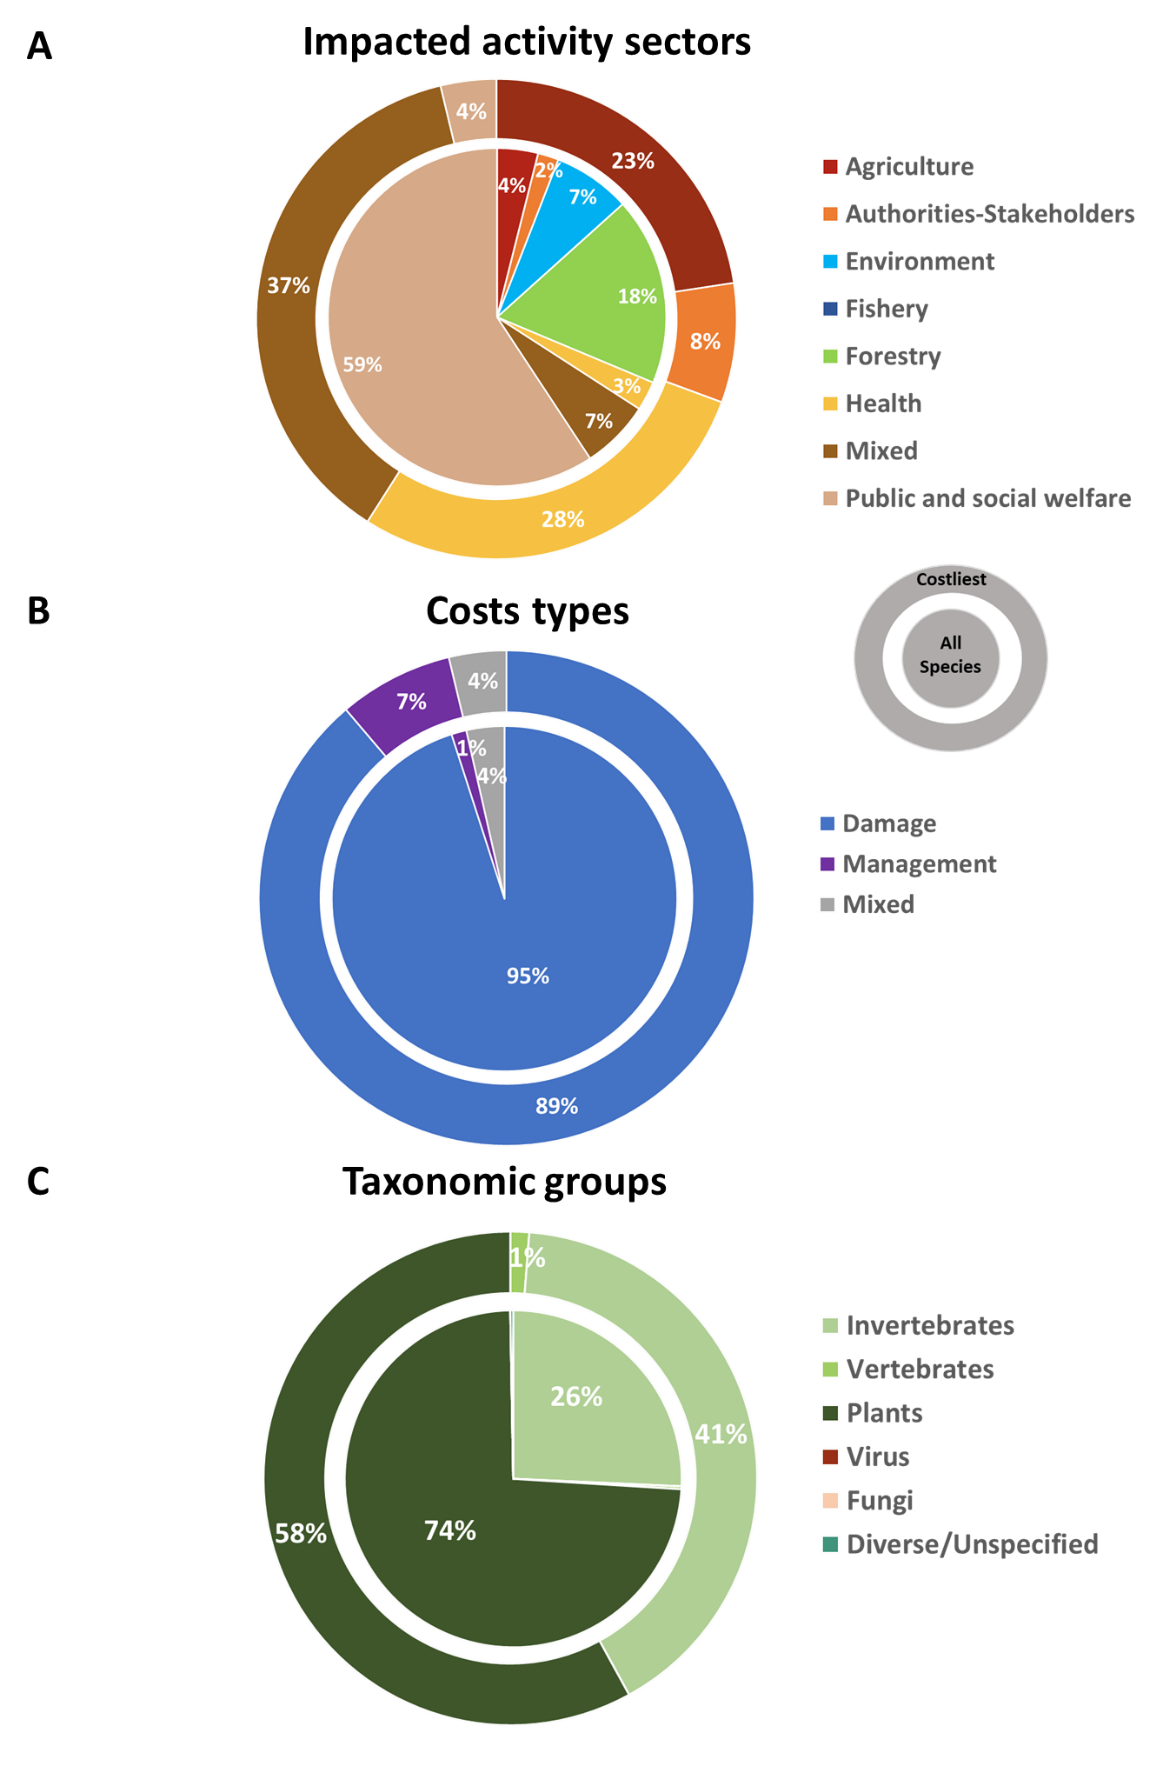 A
Impacted activity sectors
4%
23%
4%
2%
7%
37%
18%
8%
59%
3%
7%
28%
Agriculture
Authorities-Stakeholders
Environment
Fishery
Forestry
Health
Mixed
Public and social welfare
Costliest
All
Species
B
Costs types
4%
7%
1%
4%
95%
89%
Damage
Management
Mixed
C
Taxonomic groups
1%
26%
41%
74%
58%
Invertebrates
Vertebrates
Plants
Virus
Fungi
Diverse/Unspecified